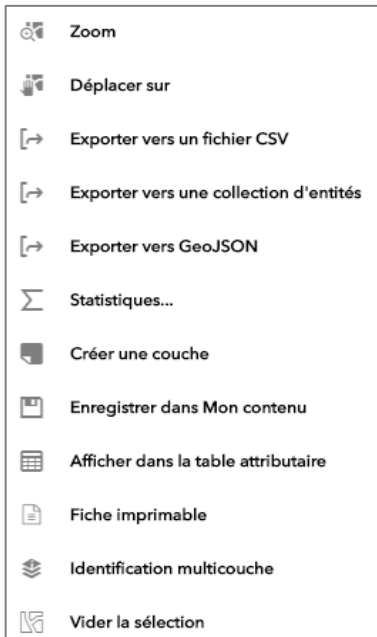 Zoom
Déplacer sur
Exporter vers un fichier CSV
Exporter vers une collection d'entités
Exporter vers GeoJSON
Statistiques...
Créer une couche
Enregistrer dans Mon contenu
Afficher dans la table attributaire
Fiche imprimable
Identification multicouche
Vider la sélection